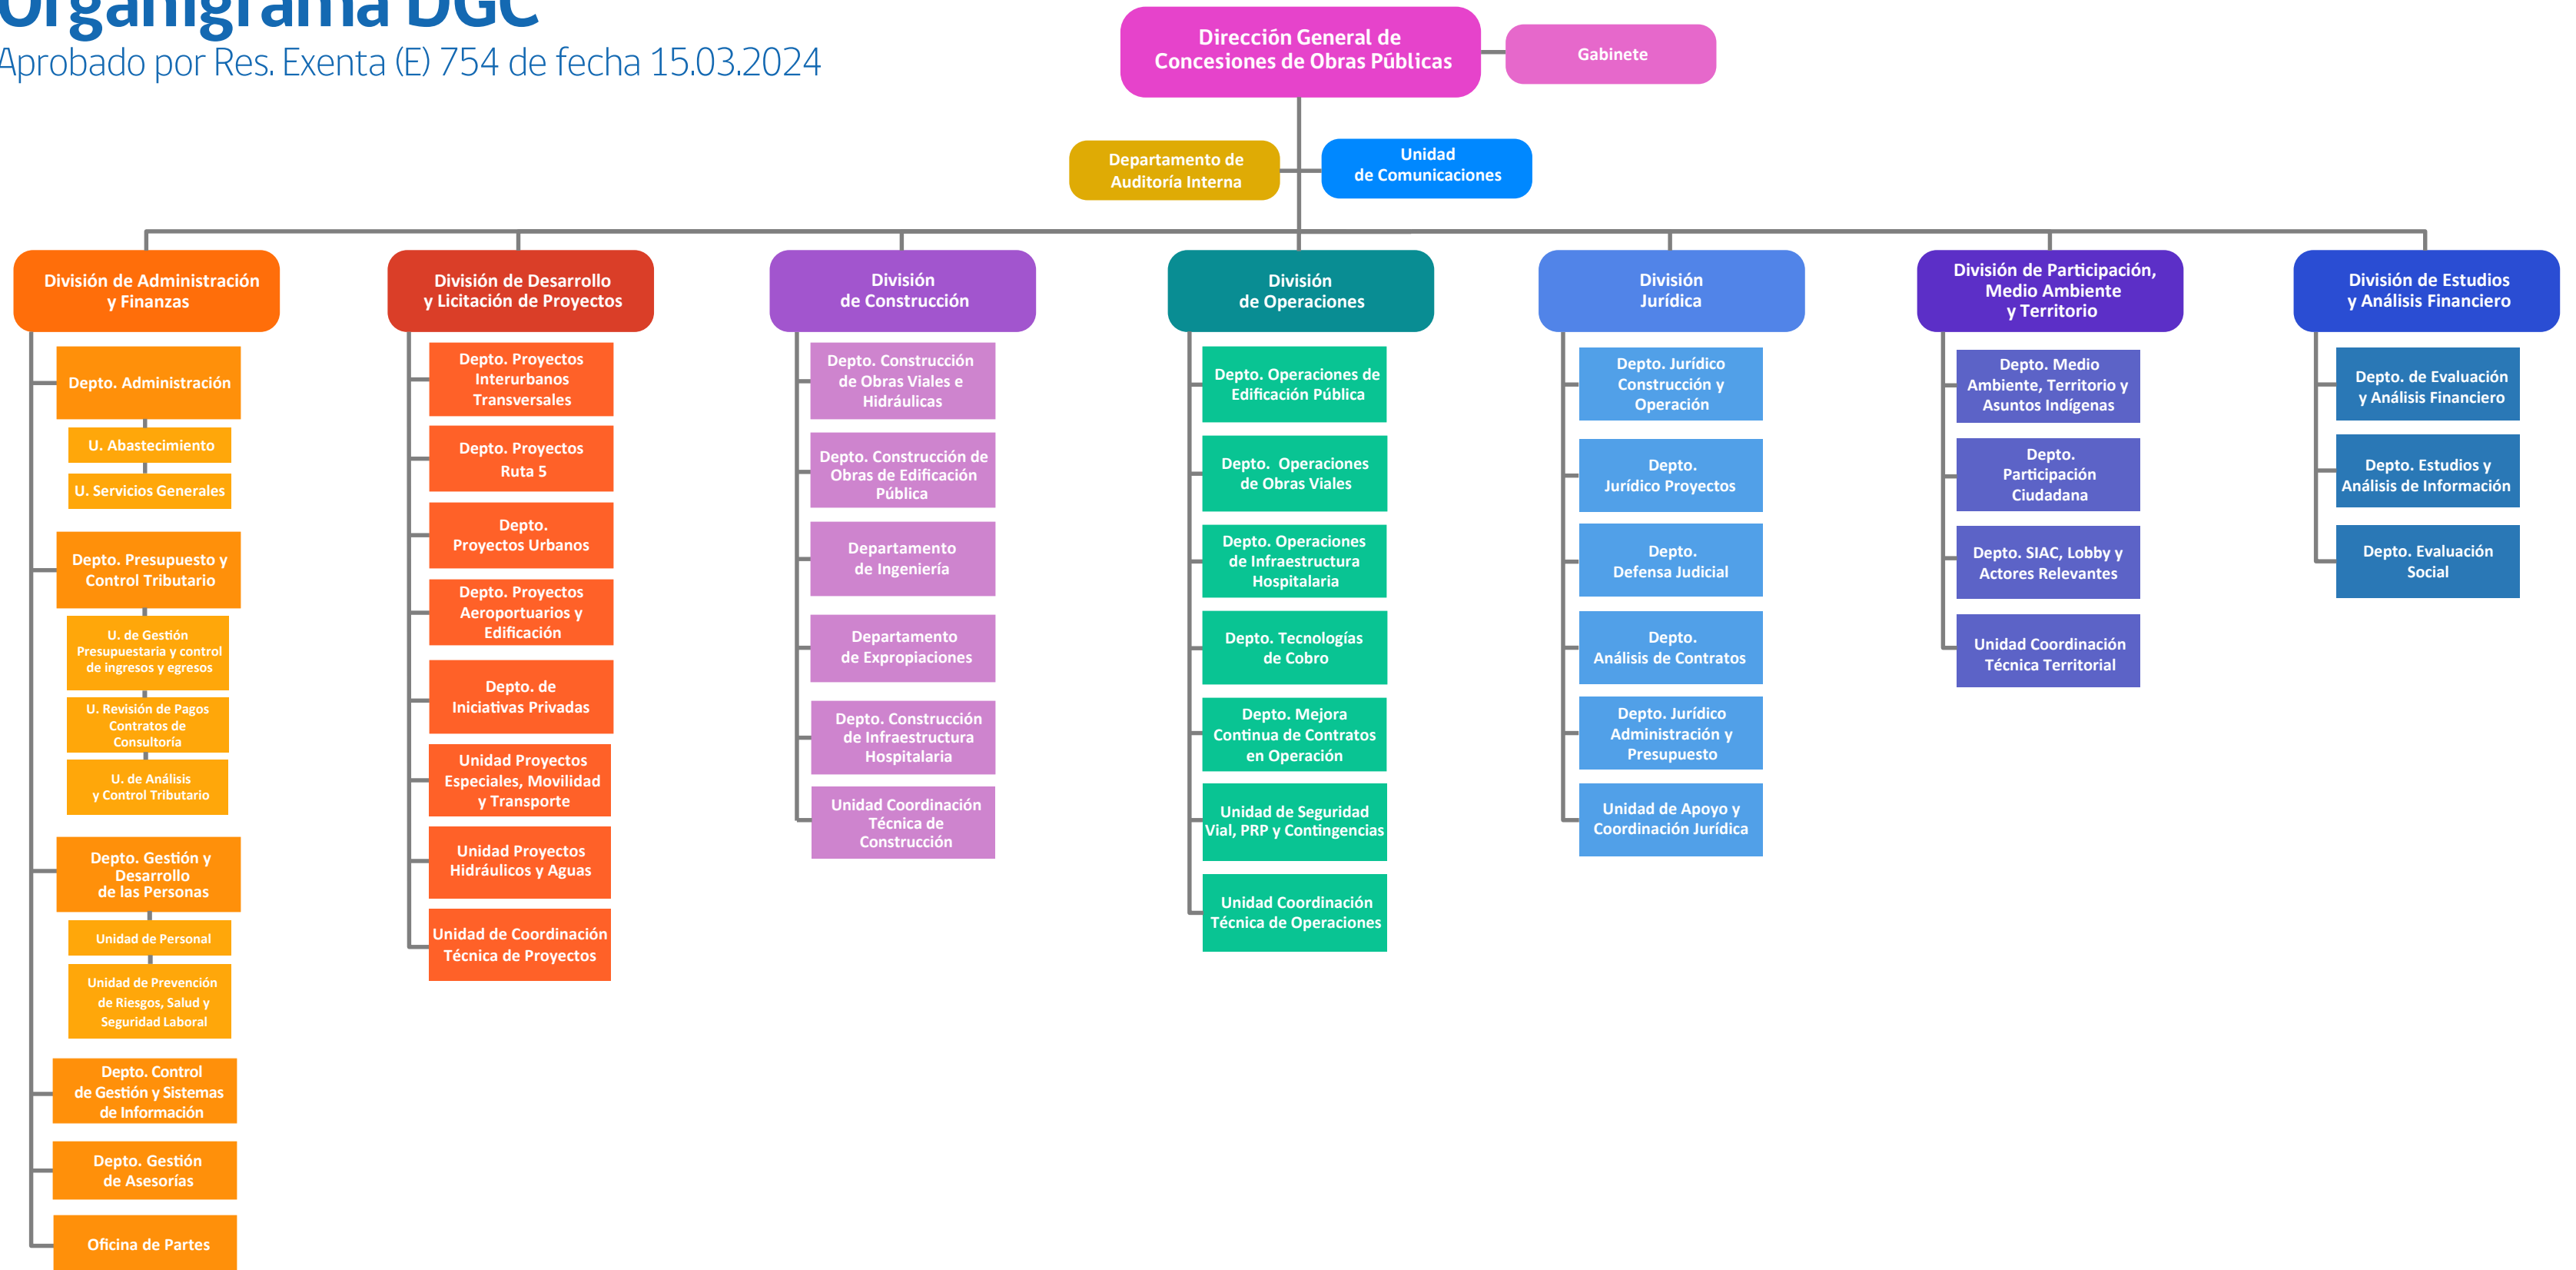 Organigrama DGC
Aprobado por Res. Exenta (E) 754 de fecha 15.03.2024
Dirección General de
Concesiones de Obras Públicas
Gabinete
Departamento de
Auditoría Interna
Unidad
de Comunicaciones
División de Administración
y Finanzas
Depto. Administración
U. Abastecimiento
U. Servicios Generales
Depto. Presupuesto y
Control Tributario
U. de Gestión
Presupuestaria y control
de ingresos y egresos
U. Revisión de Pagos
Contratos de
Consultoría
U. de Análisis
y Control Tributario
Depto. Gestión y
Desarrollo
de las Personas
Unidad de Personal
Unidad de Prevención
de Riesgos, Salud y
Seguridad Laboral
Depto. Control
de Gestión y Sistemas
de Información
Depto. Gestión
de Asesorías
Oficina de Partes
División de Desarrollo
y Licitación de Proyectos
Depto. Proyectos
Interurbanos
Transversales
Depto. Proyectos
Ruta 5
Depto.
Proyectos Urbanos
Depto. Proyectos
Aeroportuarios y
Edificación
Depto. de
Iniciativas Privadas
Unidad Proyectos
Especiales, Movilidad
y Transporte
Unidad Proyectos
Hidráulicos y Aguas
Unidad de Coordinación
Técnica de Proyectos
División
de Construcción
Depto. Construcción
de Obras Viales e
Hidráulicas
Depto. Construcción de
Obras de Edificación
Pública
Departamento
de Ingeniería
Departamento
de Expropiaciones
Depto. Construcción
de Infraestructura
Hospitalaria
Unidad Coordinación
Técnica de
Construcción
División
de Operaciones
Depto. Operaciones de
Edificación Pública
Depto. Operaciones
de Obras Viales
Depto. Operaciones
de Infraestructura
Hospitalaria
Depto. Tecnologías
de Cobro
Depto. Mejora
Continua de Contratos
en Operación
Unidad de Seguridad
Vial, PRP y Contingencias
Unidad Coordinación
Técnica de Operaciones
División
Jurídica
Depto. Jurídico
Construcción y
Operación
Depto.
Jurídico Proyectos
Depto.
Defensa Judicial
Depto.
Análisis de Contratos
Depto. Jurídico
Administración y
Presupuesto
Unidad de Apoyo y
Coordinación Jurídica
División de Participación,
Medio Ambiente
y Territorio
Depto. Medio
Ambiente, Territorio y
Asuntos Indígenas
Depto.
Participación
Ciudadana
Depto. SIAC, Lobby y
Actores Relevantes
Unidad Coordinación
Técnica Territorial
División de Estudios
y Análisis Financiero
Depto. de Evaluación
y Análisis Financiero
Depto. Estudios y
Análisis de Información
Depto. Evaluación
Social